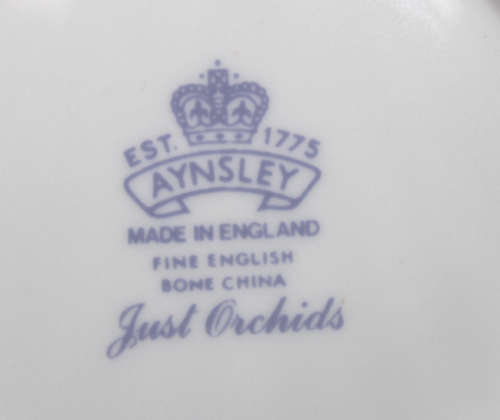 EST. 1775
AYNSLEY
MADE IN ENGLAND
FINE ENGLISH
BONE CHINA
Just Orchids